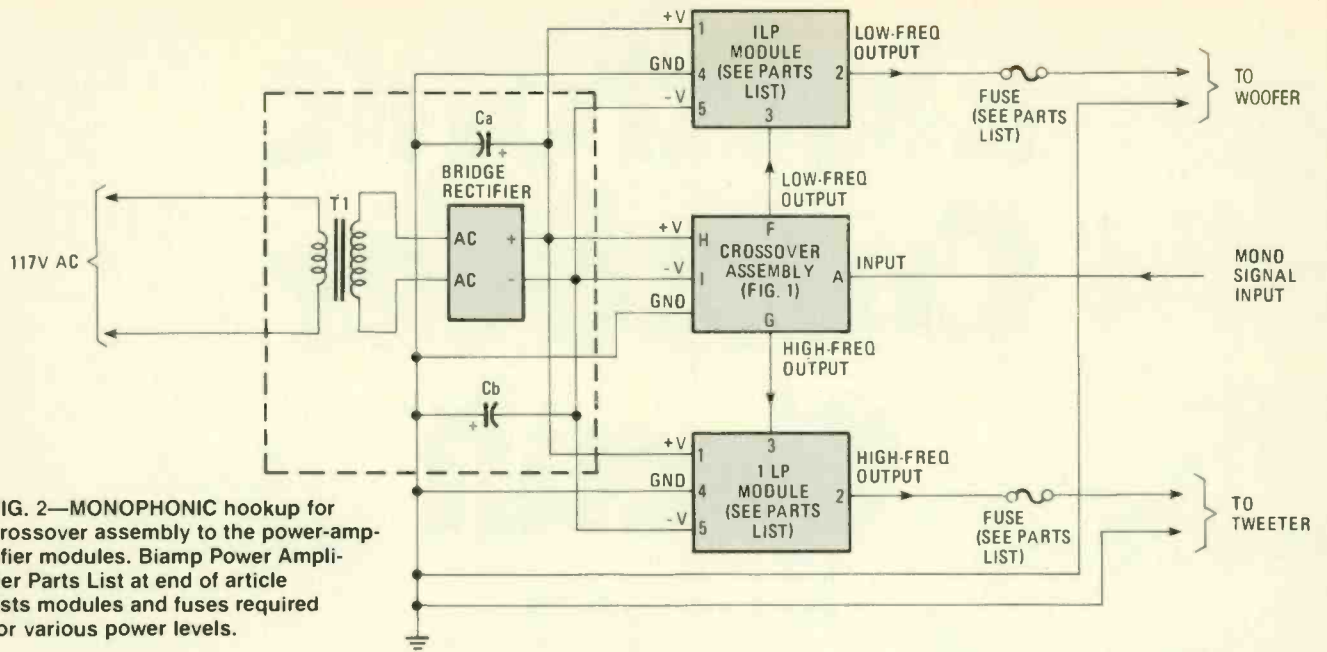 +V
1
ILP
MODULE
(SEE PARTS
LIST)
LOW-FREQ
OUTPUT
GND
4
2
-V
5
3
FUSE
(SEE PARTS
LIST)
TO
WOOFER
Ca
+
BRIDGE
RECTIFIER
LOW-FREQ
OUTPUT
T1
117V AC
AC
+
AC
-
+V
H
F
CROSSOVER
ASSEMBLY
(FIG. 1)
A
INPUT
MONO
SIGNAL
INPUT
-V
I
GND
G
HIGH-FREQ
OUTPUT
Cb
+
+V
1
3
1 LP
MODULE
(SEE PARTS
LIST)
HIGH-FREQ
OUTPUT
GND
4
2
-V
5
FUSE
(SEE PARTS
LIST)
TO
TWEETER
IG. 2—MONOPHONIC hookup for
rossover assembly to the power-amp-
fier modules. Biamp Power Ampli-
er Parts List at end of article
sts modules and fuses required
or various power levels.